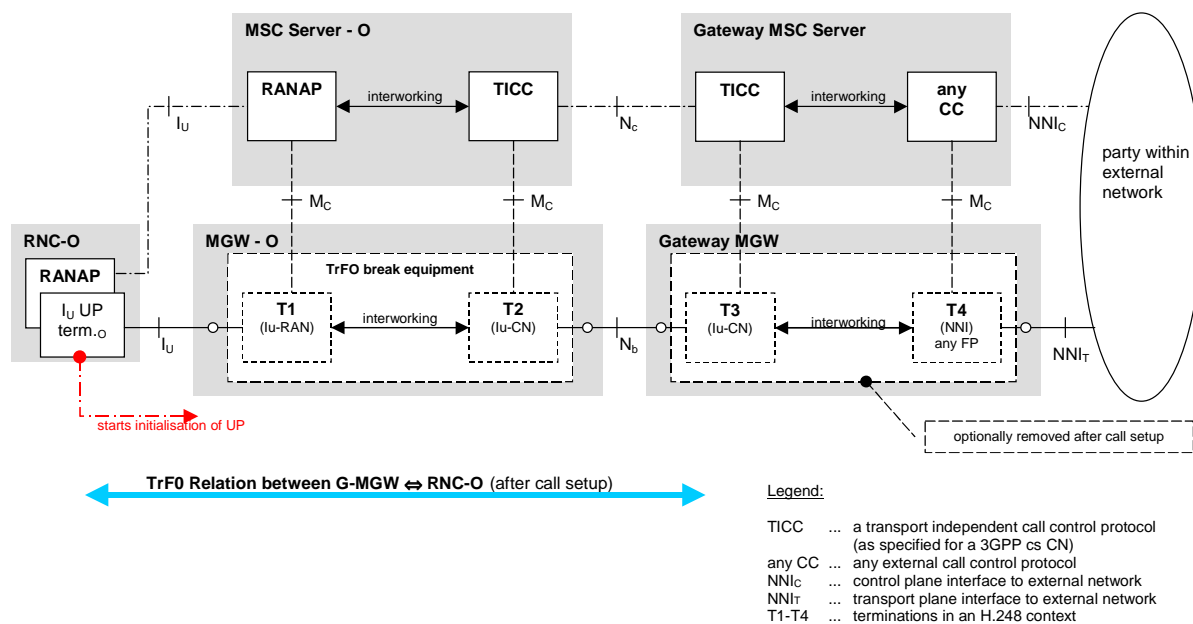 MSC Server - O
Gateway MSC Server
RANAP
interworking
TICC
TICC
interworking
any
CC
IU
Nc
NNIC
party within
external
network
MC
MC
MC
MC
RNC-O
MGW - O
Gateway MGW
RANAP
IU UP
term.O
TrFO break equipment
T1
(Iu-RAN)
interworking
T2
(Iu-CN)
T3
(Iu-CN)
interworking
T4
(NNI)
any FP
IU
Nb
NNIT
starts initialisation of UP
optionally removed after call setup
TrF0 Relation between G-MGW ⇔ RNC-O (after call setup)
Legend:
TICC ... a transport independent call control protocol
(as specified for a 3GPP cs CN)
any CC ... any external call control protocol
NNIC ... control plane interface to external network
NNIT ... transport plane interface to external network
T1-T4 ... terminations in an H.248 context